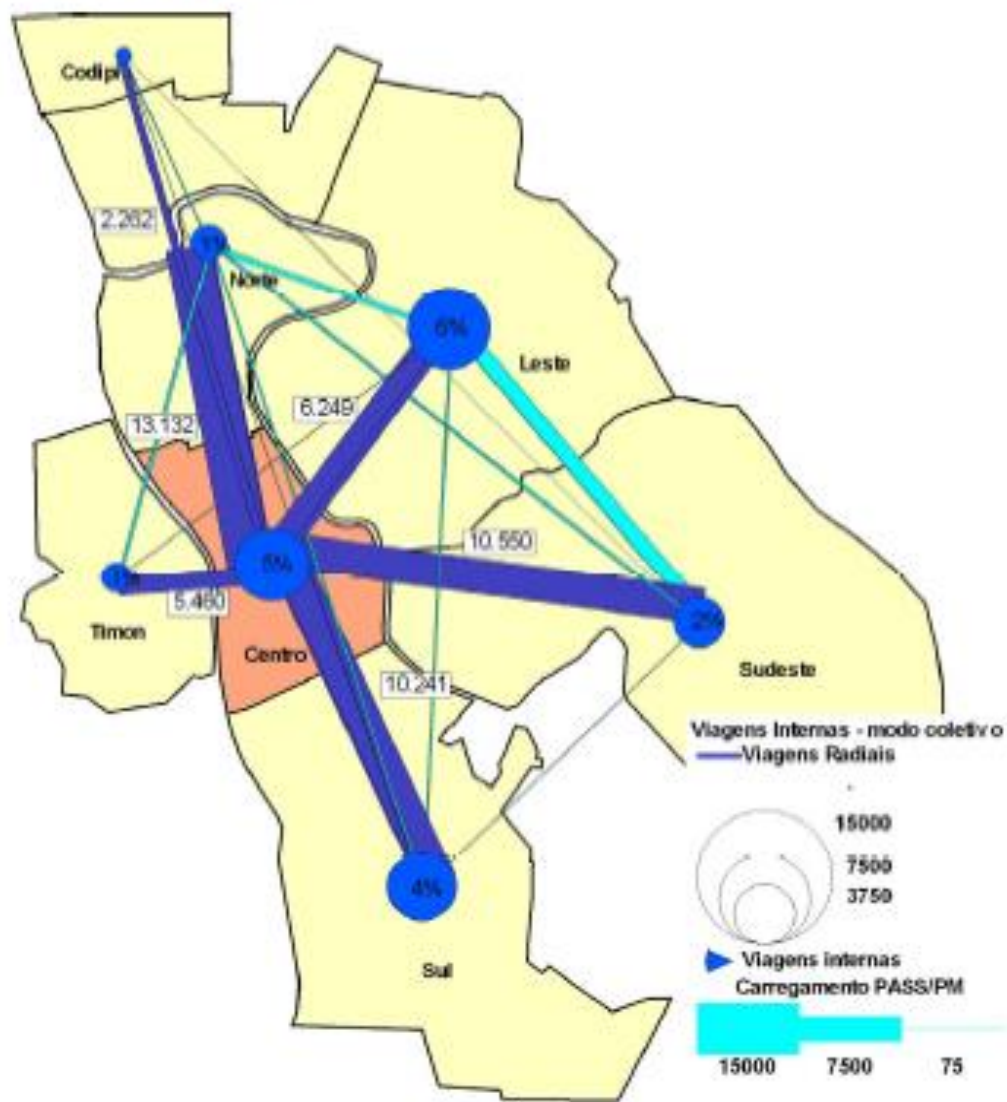 Codipi
2.262
Norte
6%
Leste
6.249
13.132
10.550
5%
5.460
2%
Timon
Centro
10.241
Sudeste
4%
Sul
Viagens Internas - modo coletivo
Viagens Radiais
15000
7500
3750
Viagens internas
Carregamento PASS/PM
15000 7500 75